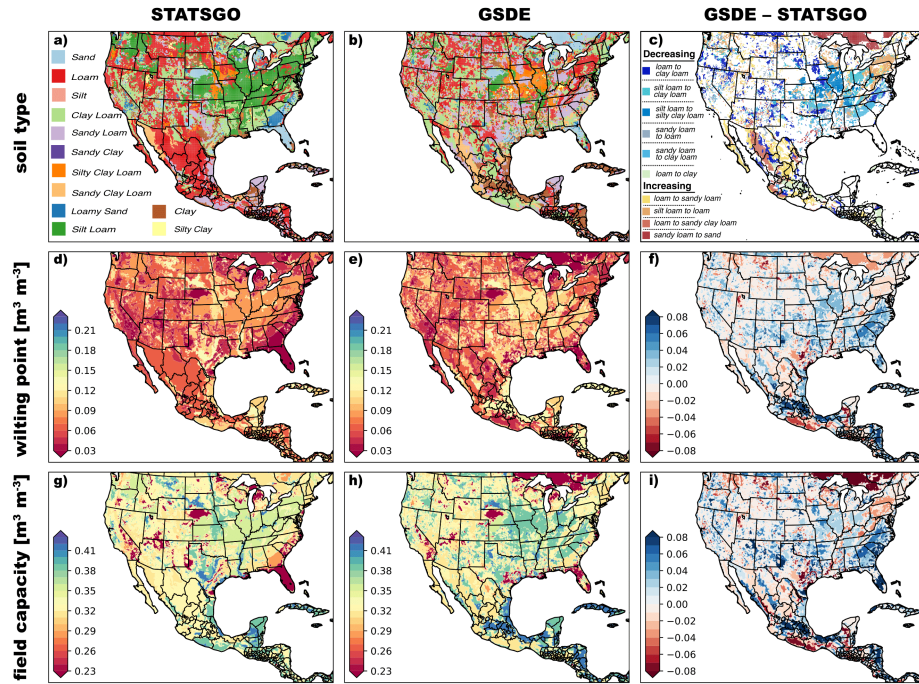 STATSGO
GSDE
GSDE – STATSGO
soil type
a)
Sand
Loam
Silt
Clay Loam
Sandy Loam
Sandy Clay
Silty Clay Loam
Sandy Clay Loam
Loamy Sand
Silt Loam
Clay
Silty Clay
b)
c)
Decreasing
loam to
clay loam
silt loam to
clay loam
silt loam to
silty clay loam
sandy loam
to loam
sandy loam
to clay loam
loam to clay
Increasing
loam to sandy loam
silt loam to loam
loam to sandy clay loam
sandy loam to sand
wilting point [m³ m⁻³]
d)
0.21
0.18
0.15
0.12
0.09
0.06
0.03
e)
0.21
0.18
0.15
0.12
0.09
0.06
0.03
f)
0.08
0.06
0.04
0.02
0.00
−0.02
−0.04
−0.06
−0.08
field capacity [m³ m⁻³]
g)
0.41
0.38
0.35
0.32
0.29
0.26
0.23
h)
0.41
0.38
0.35
0.32
0.29
0.26
0.23
i)
0.08
0.06
0.04
0.02
0.00
−0.02
−0.04
−0.06
−0.08